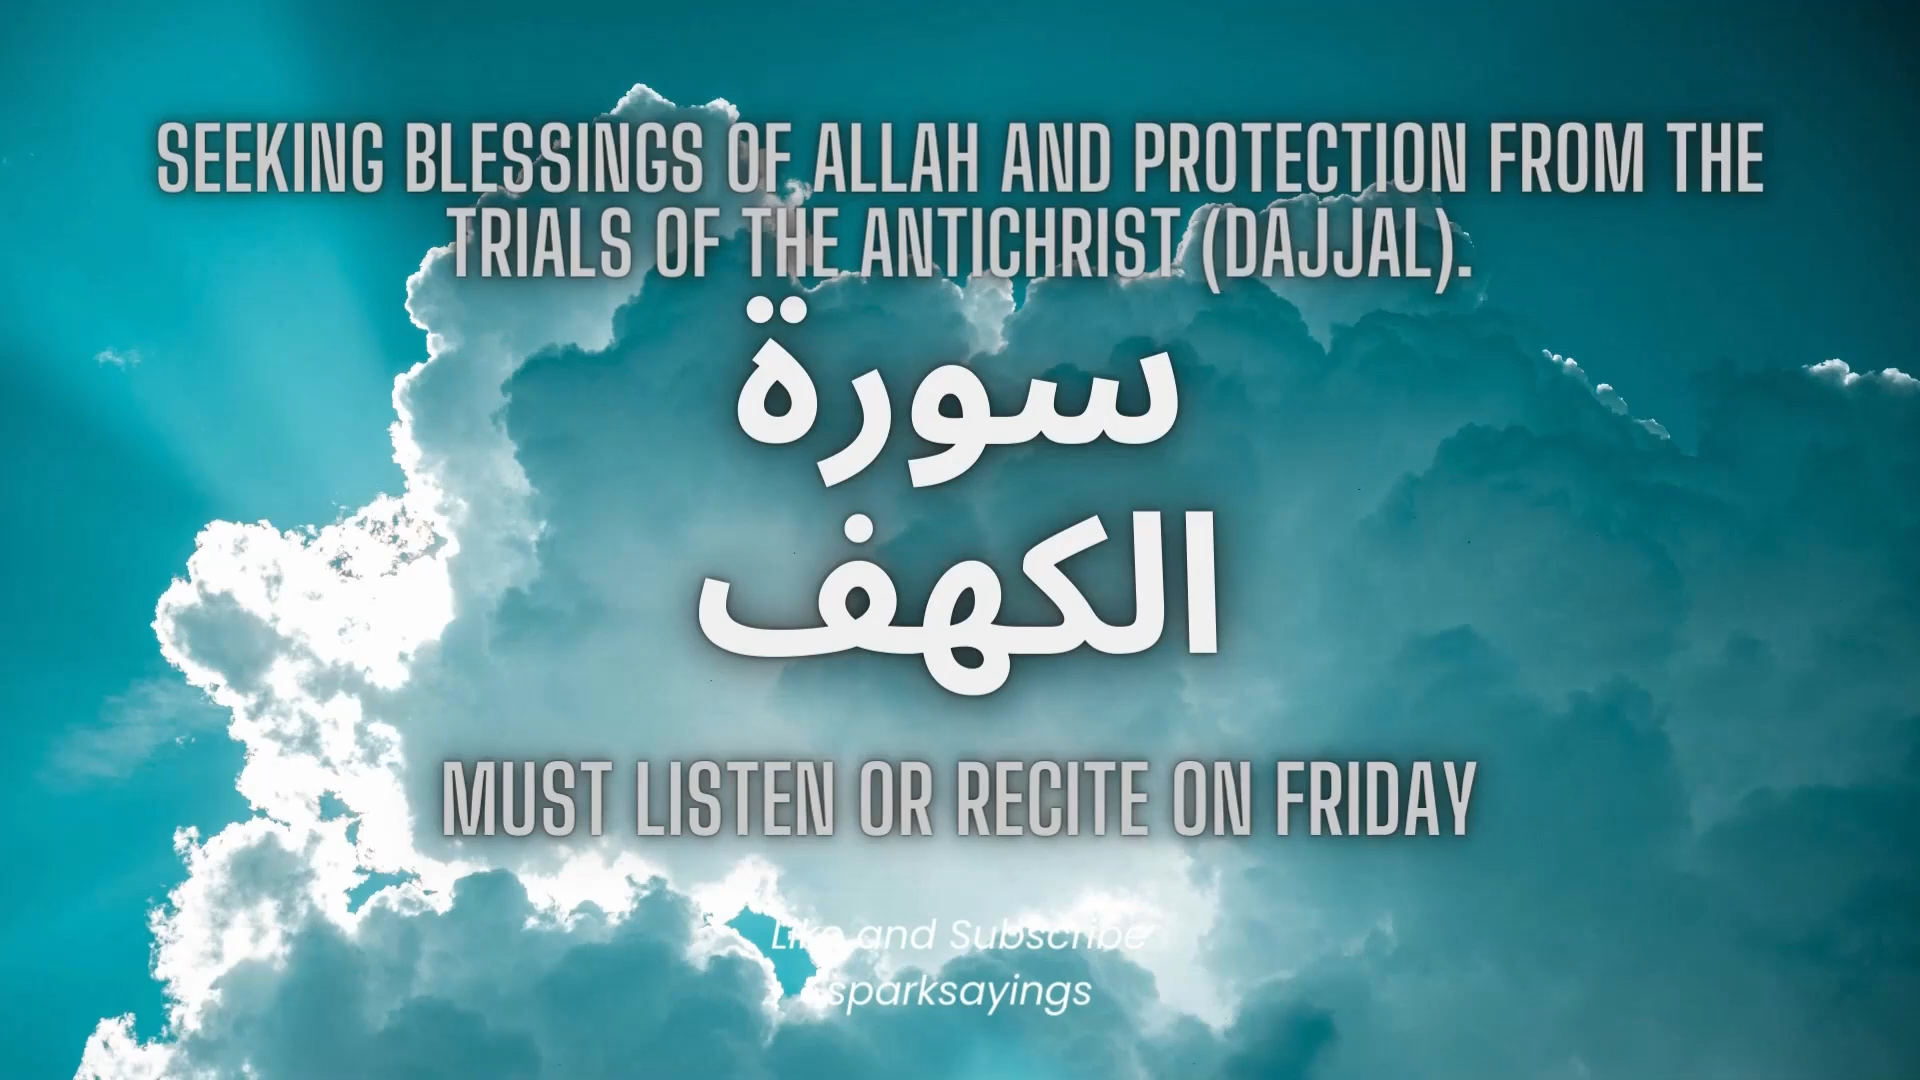 SEEKING BLESSINGS OF ALLAH AND PROTECTION FROM THE
TRIALS OF THE ANTICHRIST (DAJJAL).
سورة
الكهف
MUST LISTEN OR RECITE ON FRIDAY
Like and Subscribe
sparksayings